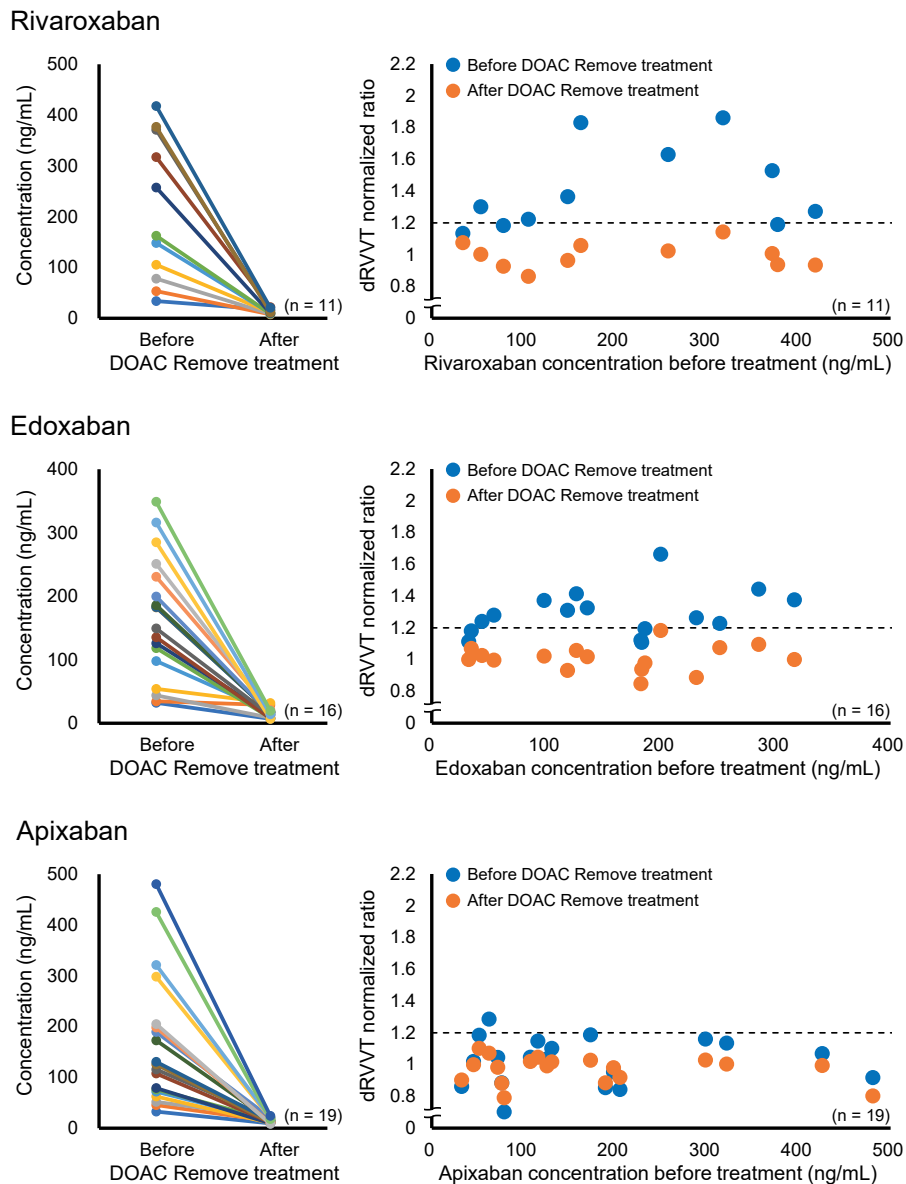 Rivaroxaban
Concentration (ng/mL)
500
400
300
200
100
0
(n = 11)
Before After
DOAC Remove treatment
dRVVT normalized ratio
2.2
2
1.8
1.6
1.4
1.2
1
0.8
0
Before DOAC Remove treatment
After DOAC Remove treatment
(n = 11)
0 100 200 300 400 500
Rivaroxaban concentration before treatment (ng/mL)
Edoxaban
Concentration (ng/mL)
400
300
200
100
0
(n = 16)
Before After
DOAC Remove treatment
dRVVT normalized ratio
2.2
2
1.8
1.6
1.4
1.2
1
0.8
0
Before DOAC Remove treatment
After DOAC Remove treatment
(n = 16)
0 100 200 300 400
Edoxaban concentration before treatment (ng/mL)
Apixaban
Concentration (ng/mL)
500
400
300
200
100
0
(n = 19)
Before After
DOAC Remove treatment
dRVVT normalized ratio
2.2
2
1.8
1.6
1.4
1.2
1
0.8
0
Before DOAC Remove treatment
After DOAC Remove treatment
(n = 19)
0 100 200 300 400 500
Apixaban concentration before treatment (ng/mL)